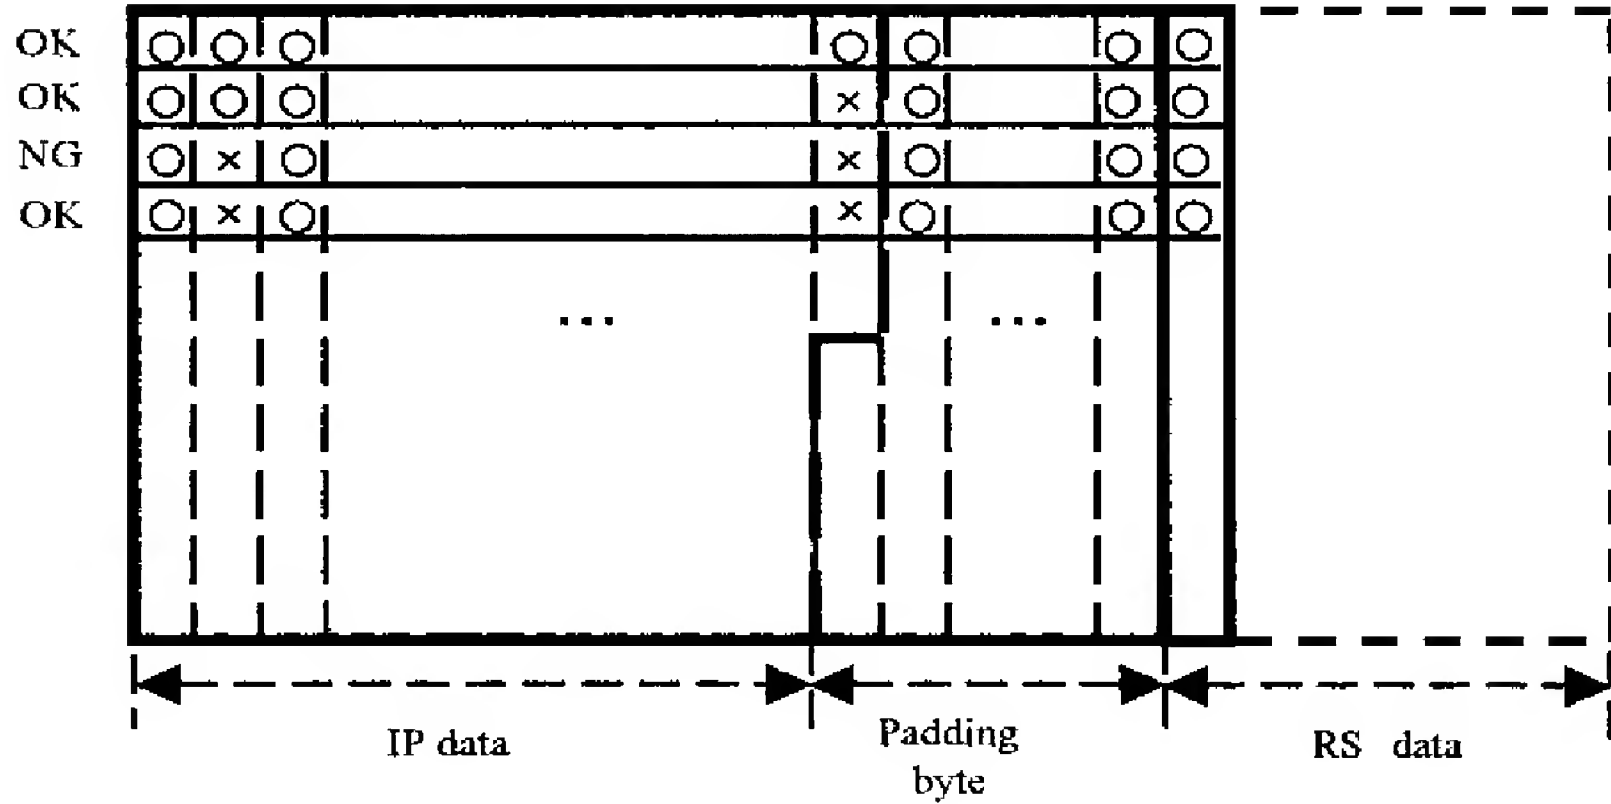 OK
OK
NG
OK
...
...
IP data
Padding
byte
RS data